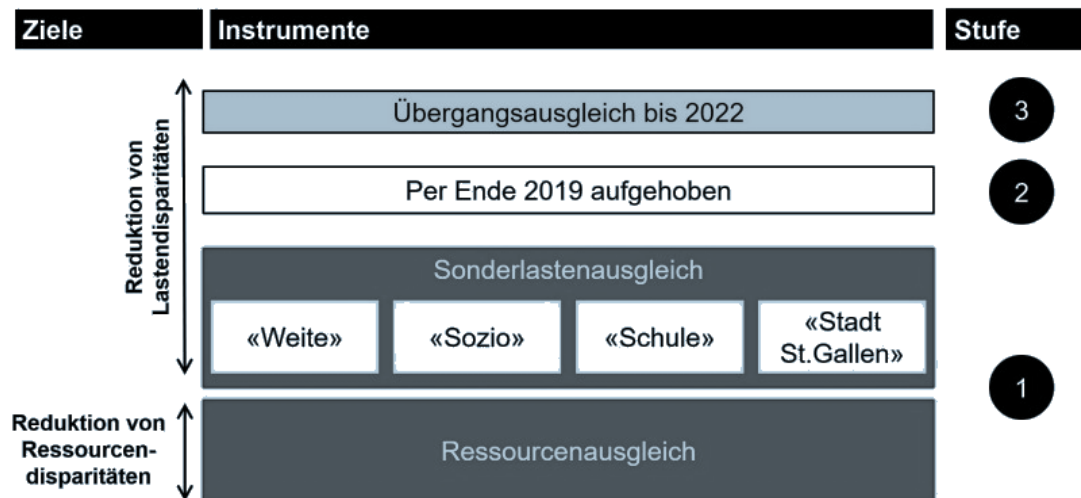 Ziele Instrumente Stufe
Übergangsausgleich bis 2022 3
Per Ende 2019 aufgehoben 2
Reduktion von
Lastendisparitäten
Sonderlastenausgleich
«Weite» «Sozio» «Schule» «Stadt
St.Gallen»
1
Reduktion von
Ressourcen-
disparitäten
Ressourcenausgleich